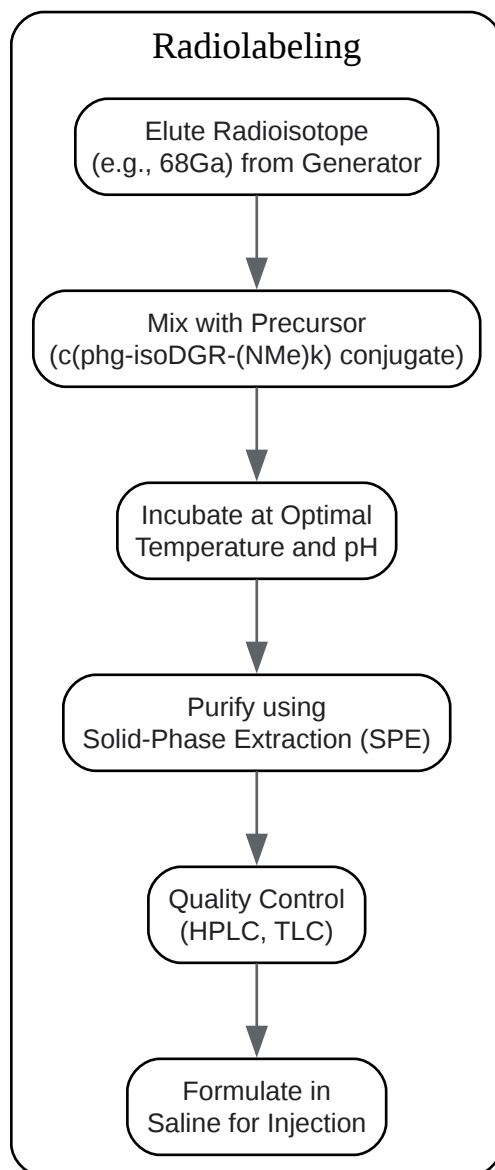 Radiolabeling
Elute Radioisotope
(e.g., 68Ga) from Generator
Mix with Precursor
(c(phg-isoDGR-(NMe)k) conjugate)
Incubate at Optimal
Temperature and pH
Purify using
Solid-Phase Extraction (SPE)
Quality Control
(HPLC, TLC)
Formulate in
Saline for Injection